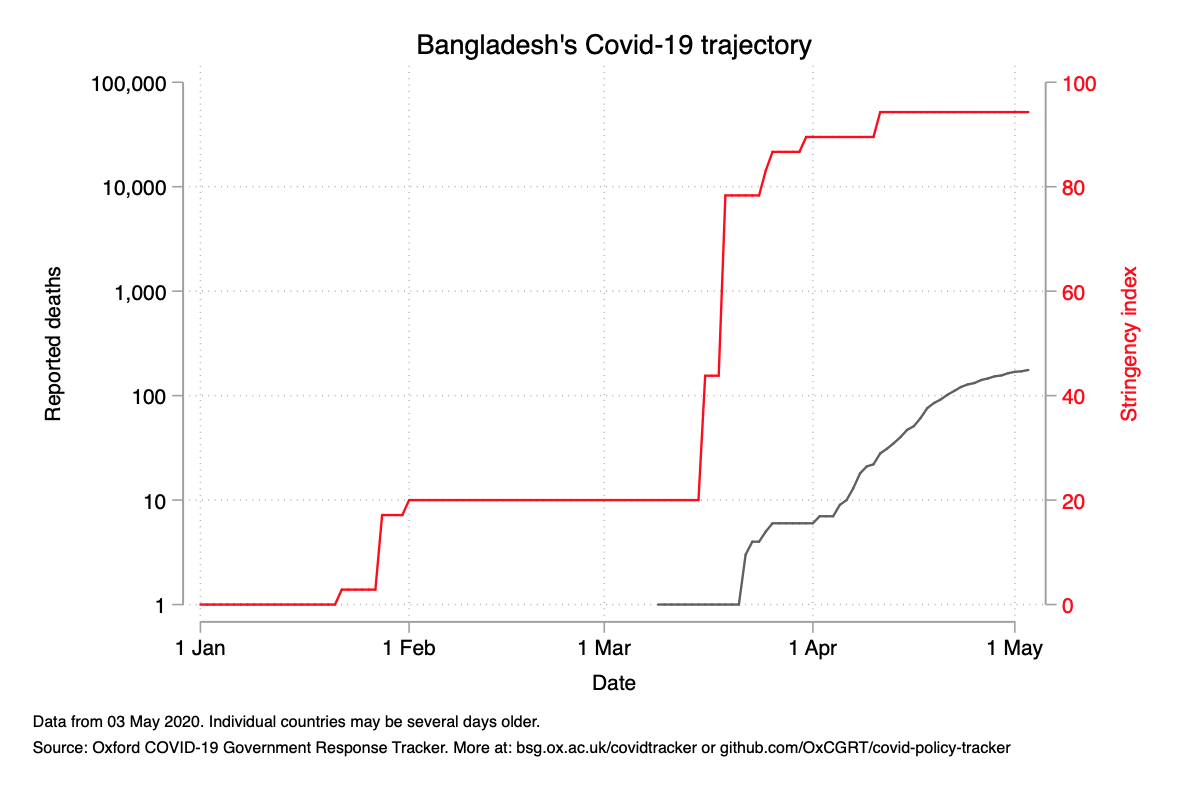 Bangladesh's Covid-19 trajectory
100,000
10,000
1,000
100
10
1
Reported deaths
100
80
60
40
20
0
Stringency index
1 Jan
1 Feb
1 Mar
1 Apr
1 May
Date
Data from 03 May 2020. Individual countries may be several days older.
Source: Oxford COVID-19 Government Response Tracker. More at: bsg.ox.ac.uk/covidtracker or github.com/OxCGRT/covid-policy-tracker